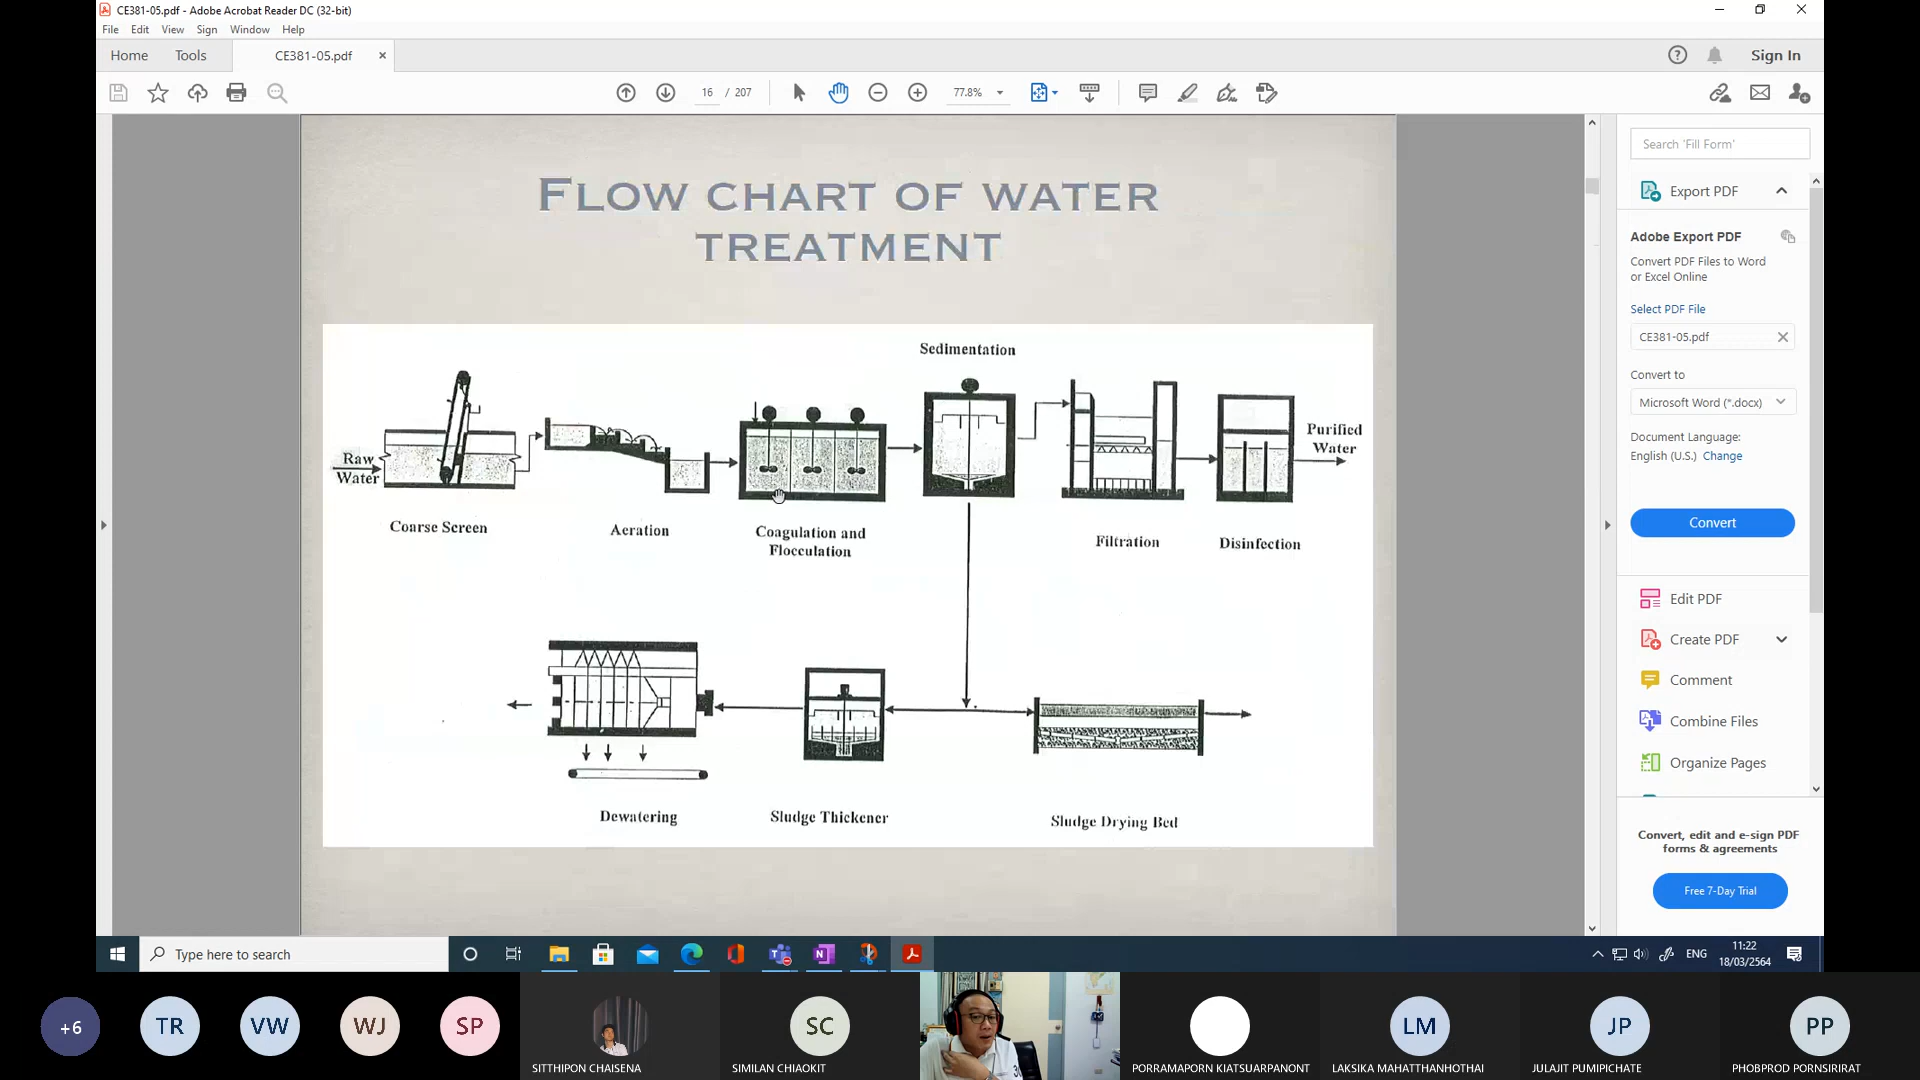 CE381-05.pdf - Adobe Acrobat Reader DC (32-bit)
File Edit View Sign Window Help
Home Tools CE381-05.pdf
Sign In
16 / 207
77.8%
FLOW CHART OF WATER
TREATMENT
Sedimentation
Raw
Water
Purified
Water
Coarse Screen
Aeration
Coagulation and
Flocculation
Filtration
Disinfection
Dewatering
Sludge Thickener
Sludge Drying Bed
Search 'Fill Form'
Export PDF
Adobe Export PDF
Convert PDF Files to Word
or Excel Online
Select PDF File
CE381-05.pdf
Convert to
Microsoft Word (*.docx)
Document Language:
English (U.S.) Change
Convert
Edit PDF
Create PDF
Comment
Combine Files
Organize Pages
Convert, edit and e-sign PDF
forms & agreements
Free 7-Day Trial
Type here to search
ENG
11:22
18/03/2564
+6
TR
VW
WJ
SP
SITTHIPON CHAISENA
SC
SIMILAN CHIAOKIT
PORRAMAPORN KIATSUARPANONT
LM
LAKSIKA MAHATTHANHOTHAI
JP
JULAJIT PUMIPICHATE
PP
PHOBPROD PORNSIRIRAT